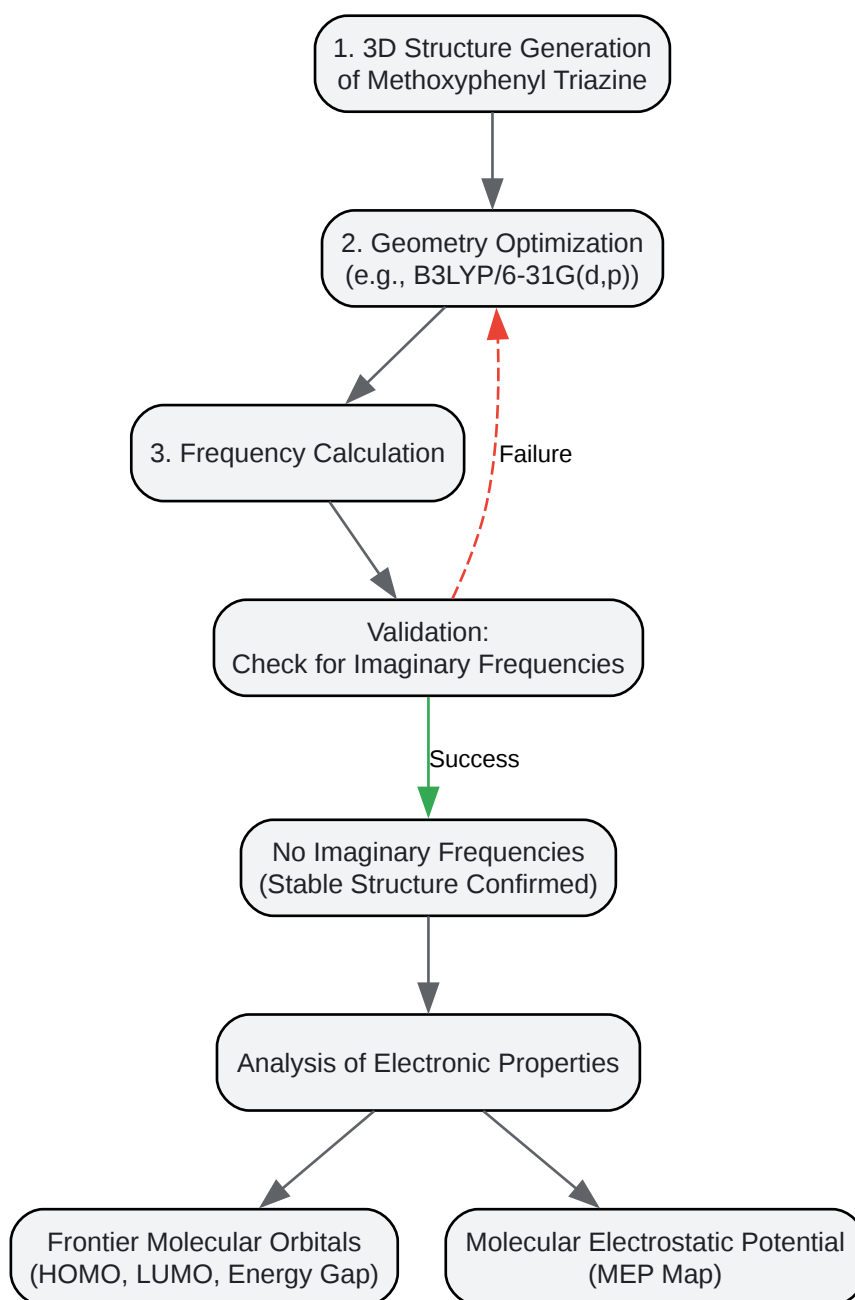 1. 3D Structure Generation
of Methoxyphenyl Triazine
2. Geometry Optimization
(e.g., B3LYP/6-31G(d,p))
3. Frequency Calculation
Failure
Validation:
Check for Imaginary Frequencies
Success
No Imaginary Frequencies
(Stable Structure Confirmed)
Analysis of Electronic Properties
Frontier Molecular Orbitals
(HOMO, LUMO, Energy Gap)
Molecular Electrostatic Potential
(MEP Map)